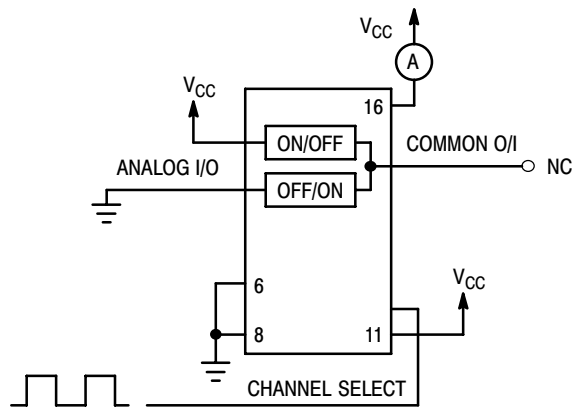 VCC
A
16
VCC
ON/OFF
COMMON O/I
NC
ANALOG I/O
OFF/ON
6
VCC
8
11
CHANNEL SELECT